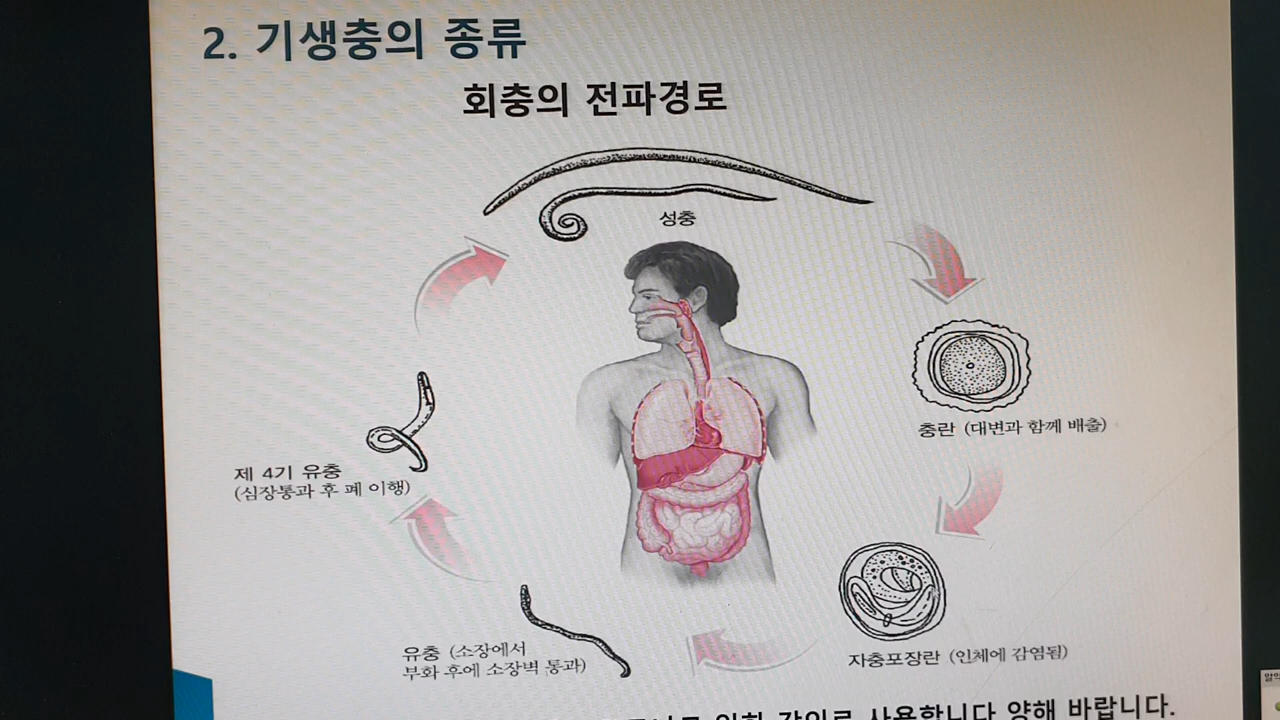 2. 기생충의 종류
회충의 전파경로
성충
충란 (대변과 함께 배출)
제 4기 유충
(심장통과 후 폐 이행)
유충 (소장에서
부화 후에 소장벽 통과)
자충포장란 (인체에 감염됨)
사용합니다 양해 바랍니다.